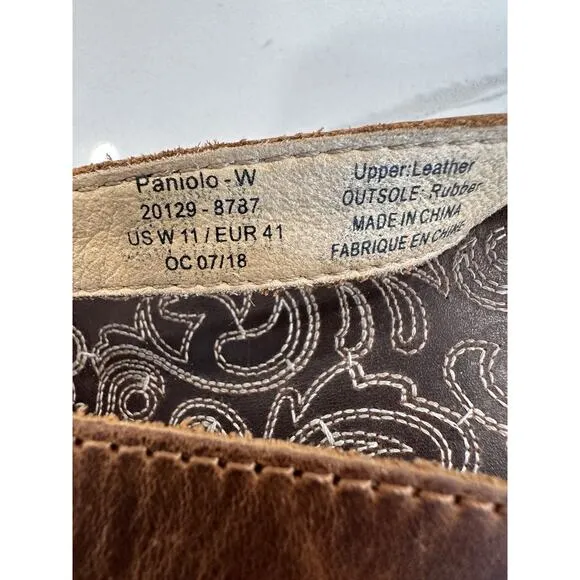 Paniolo - W
20129 - 8787
US W 11 / EUR 41
OC 07/18
Upper:Leather
OUTSOLE- Rubber
MADE IN CHINA
FABRIQUE EN CHINE